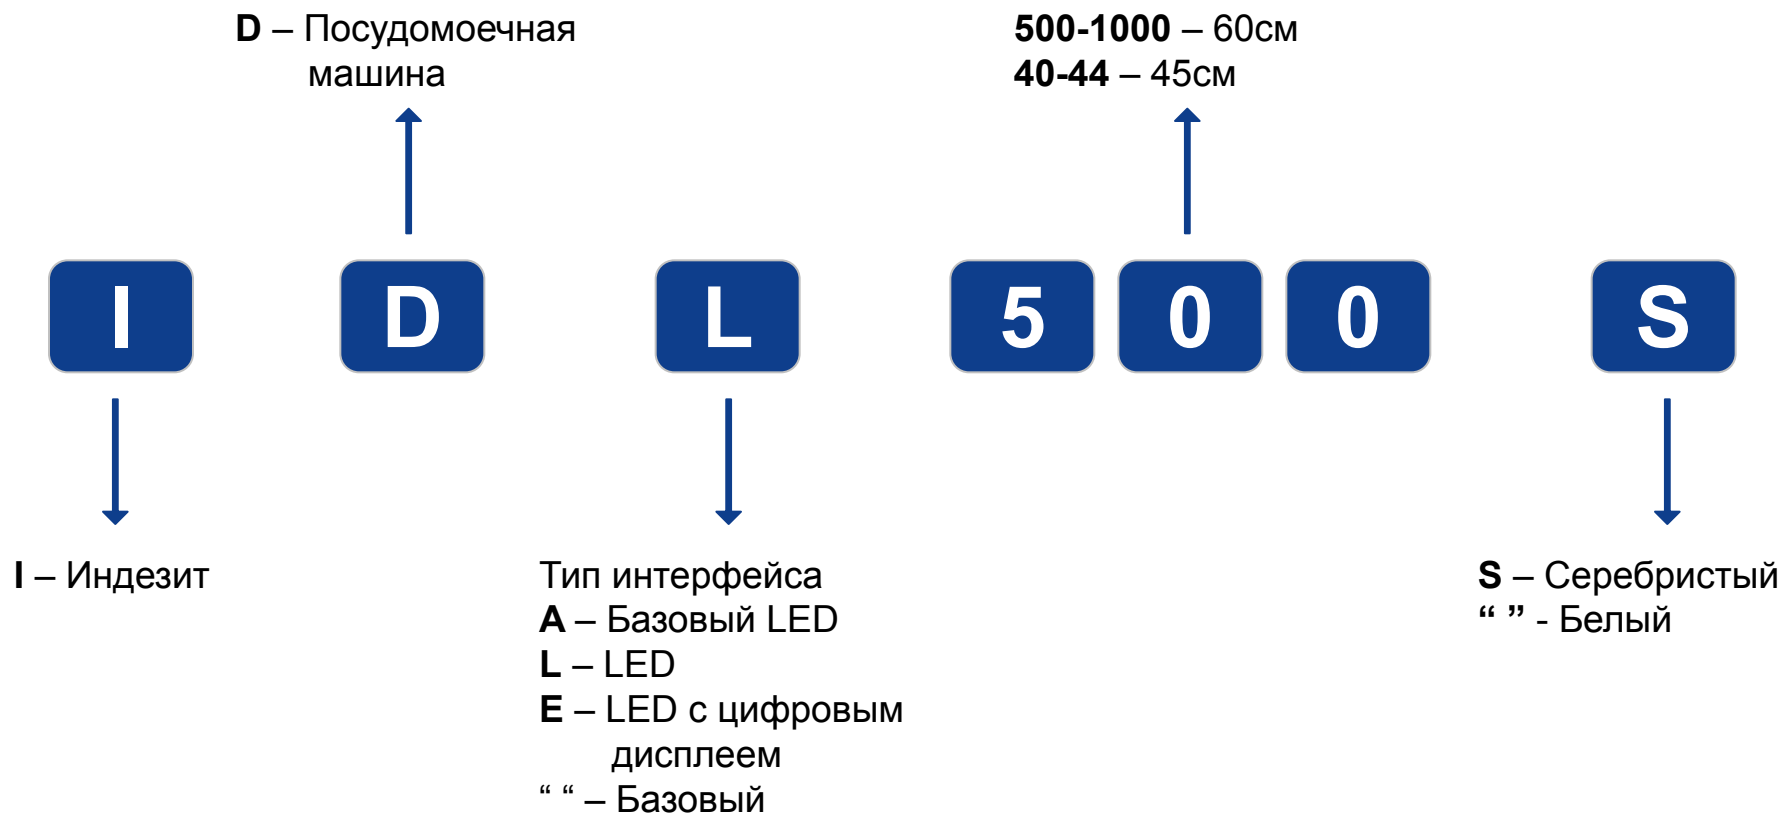 D – Посудомоечная
машина
500-1000 – 60см
40-44 – 45см
I D L 5 0 0 S
I – Индезит
Тип интерфейса
A – Базовый LED
L – LED
E – LED с цифровым
дисплеем
“ “ – Базовый
S – Серебристый
“ ” - Белый